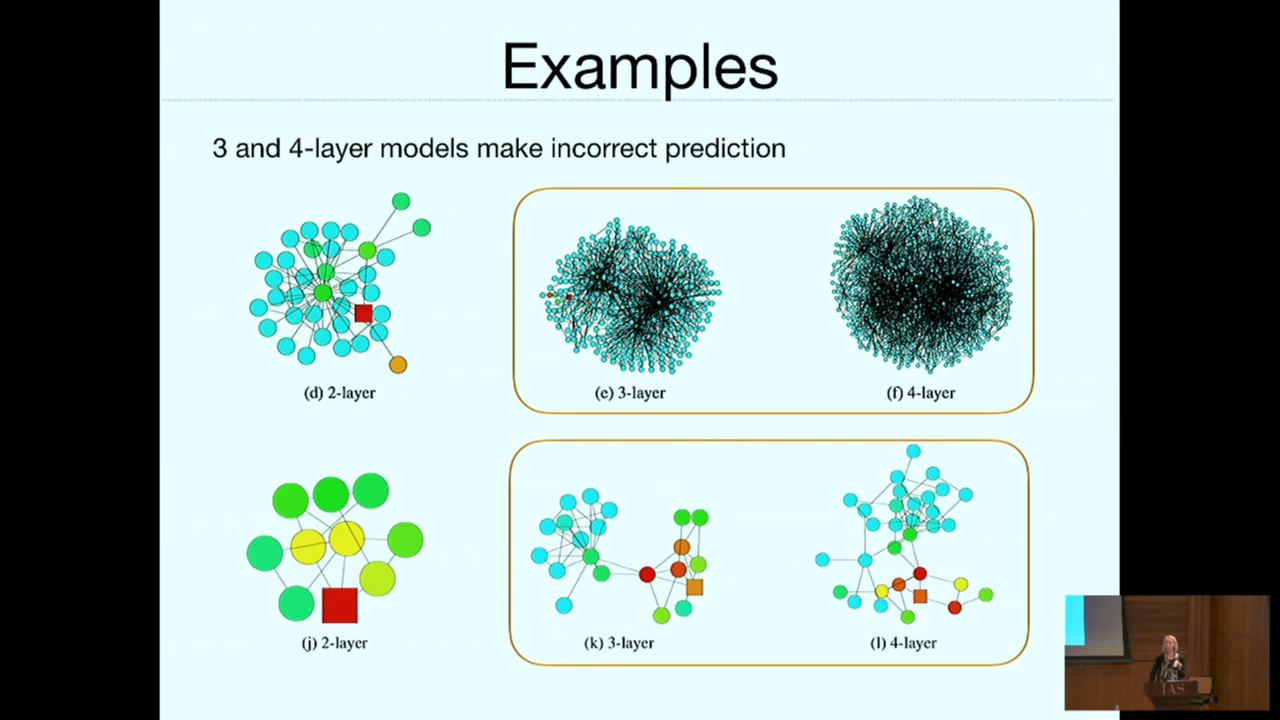 Examples
3 and 4-layer models make incorrect prediction
(d) 2-layer
(e) 3-layer
(f) 4-layer
(j) 2-layer
(k) 3-layer
(l) 4-layer
IAS